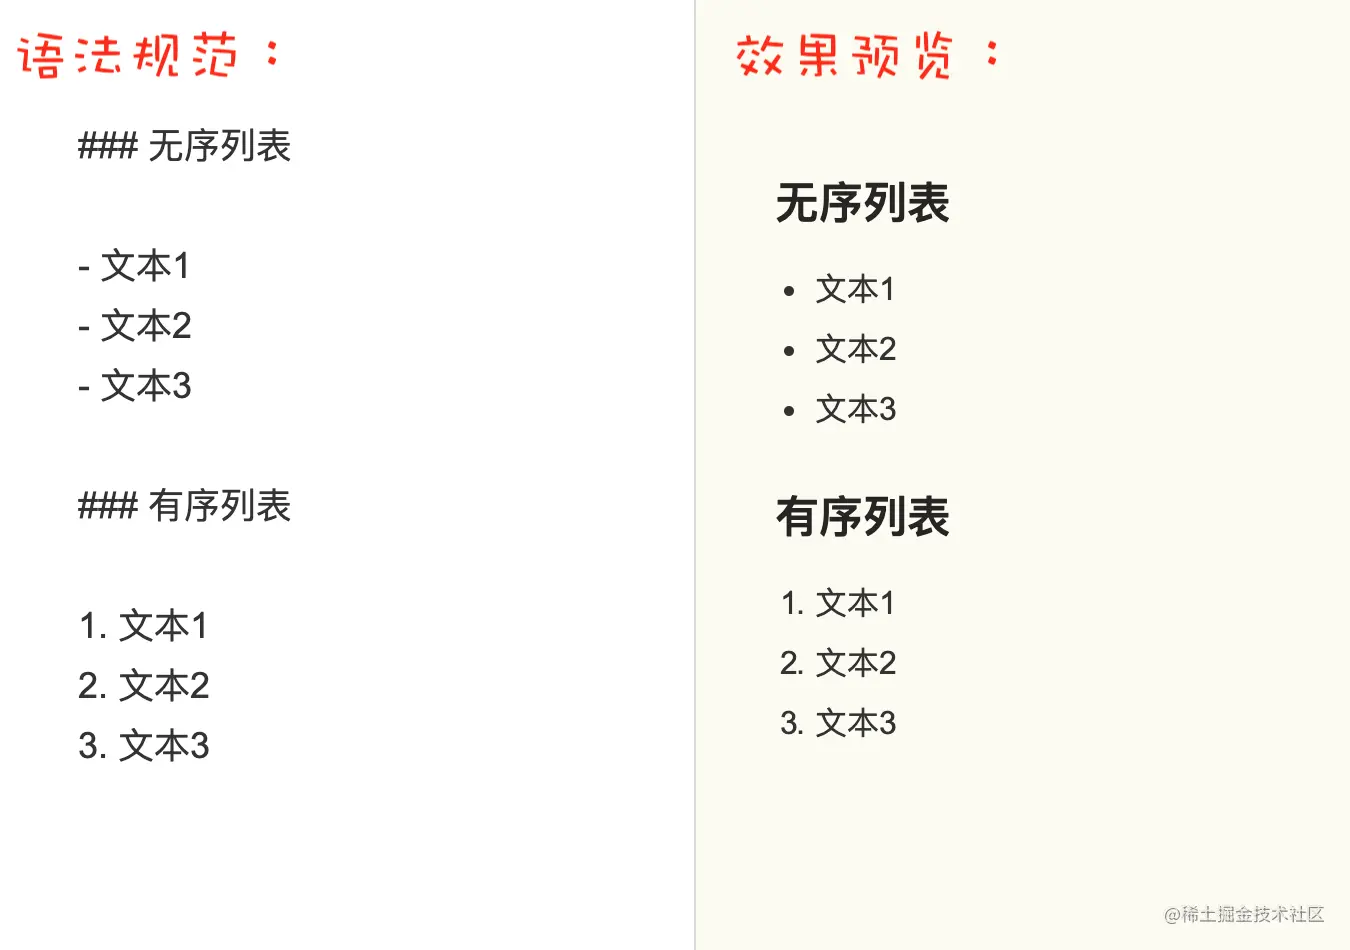 语法规范：
### 无序列表
- 文本1
- 文本2
- 文本3
### 有序列表
1. 文本1
2. 文本2
3. 文本3
效果预览：
无序列表
• 文本1
• 文本2
• 文本3
有序列表
1. 文本1
2. 文本2
3. 文本3
@稀土掘金技术社区